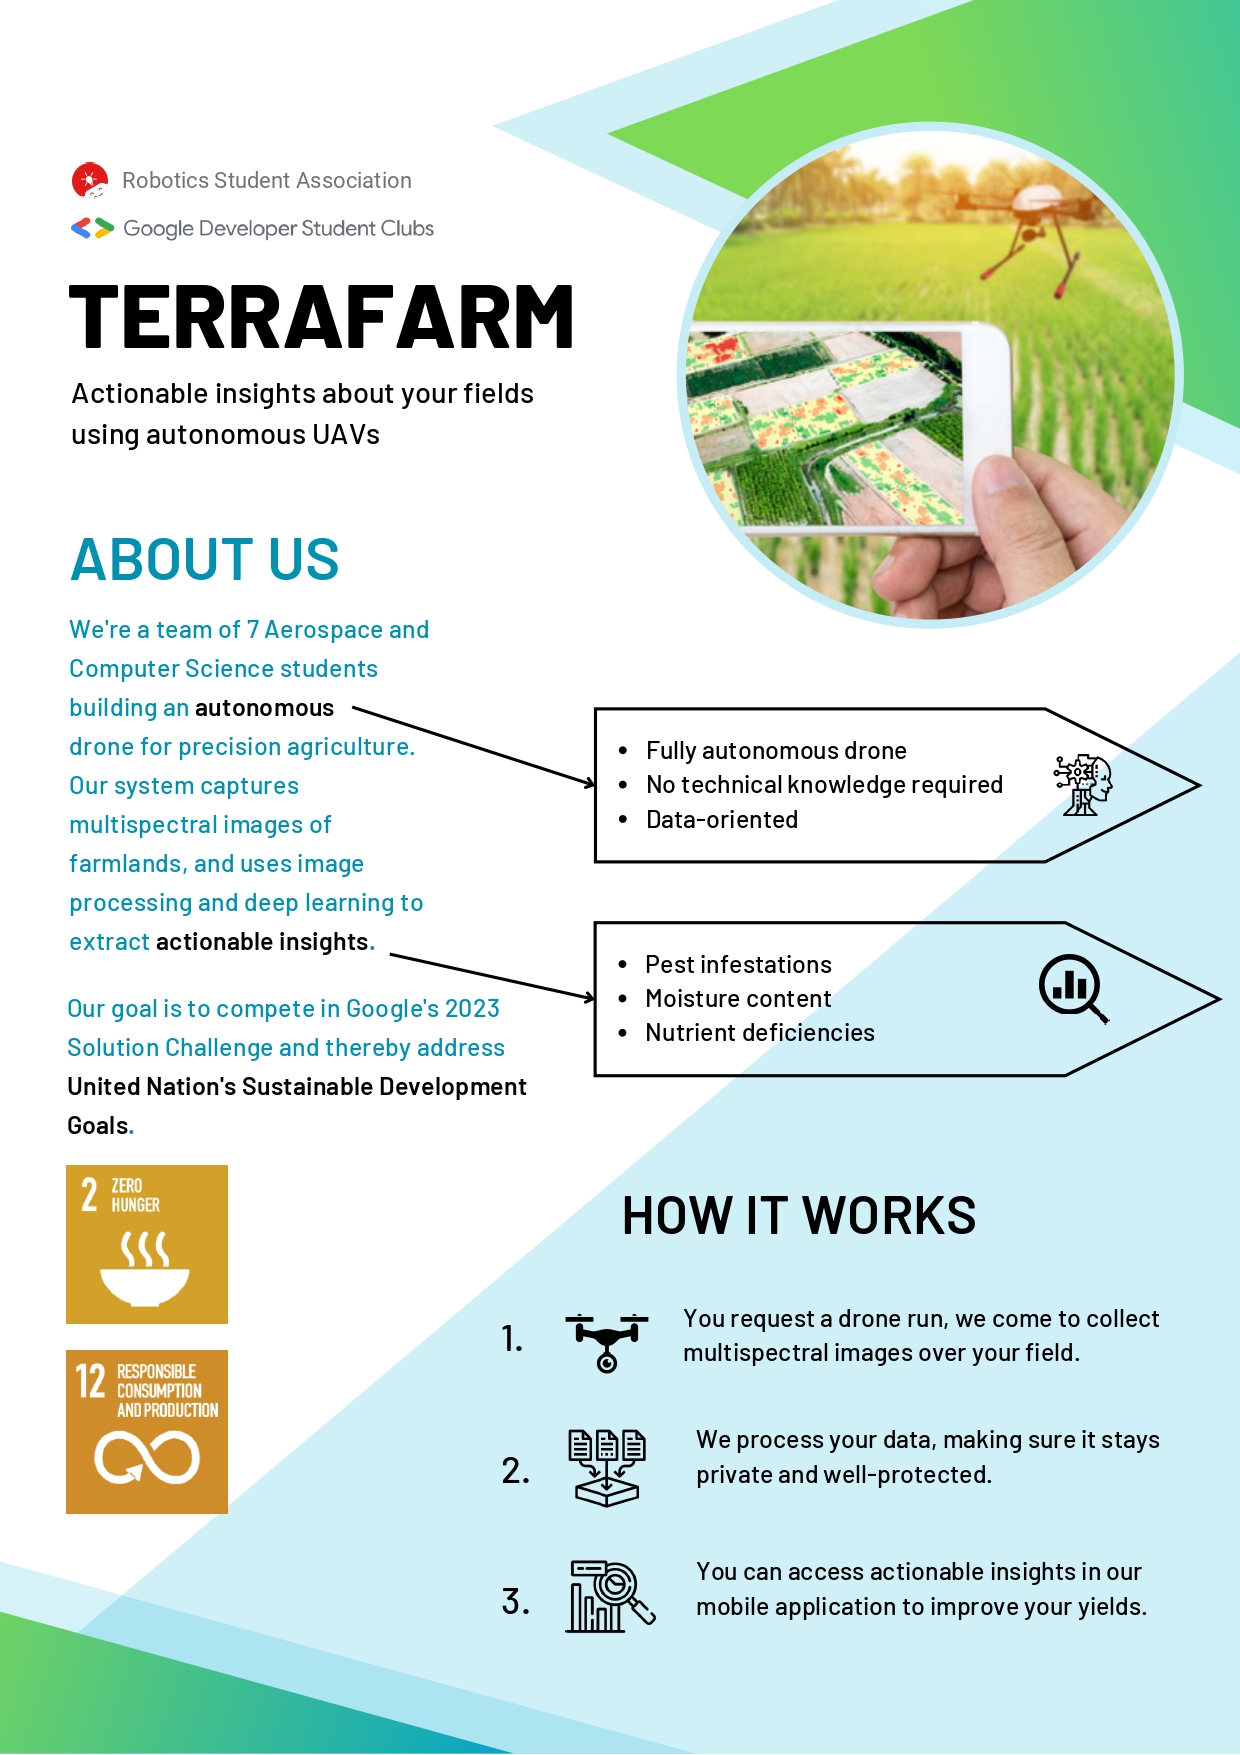 Robotics Student Association
Google Developer Student Clubs
TERRAFARM
Actionable insights about your fields
using autonomous UAVs
ABOUT US
We're a team of 7 Aerospace and
Computer Science students
building an autonomous
drone for precision agriculture.
Our system captures
multispectral images of
farmlands, and uses image
processing and deep learning to
extract actionable insights.
• Fully autonomous drone
• No technical knowledge required
• Data-oriented
• Pest infestations
• Moisture content
• Nutrient deficiencies
Our goal is to compete in Google's 2023
Solution Challenge and thereby address
United Nation's Sustainable Development
Goals.
2 ZERO
HUNGER
12 RESPONSIBLE
CONSUMPTION
AND PRODUCTION
HOW IT WORKS
1. You request a drone run, we come to collect
multispectral images over your field.
2. We process your data, making sure it stays
private and well-protected.
3. You can access actionable insights in our
mobile application to improve your yields.